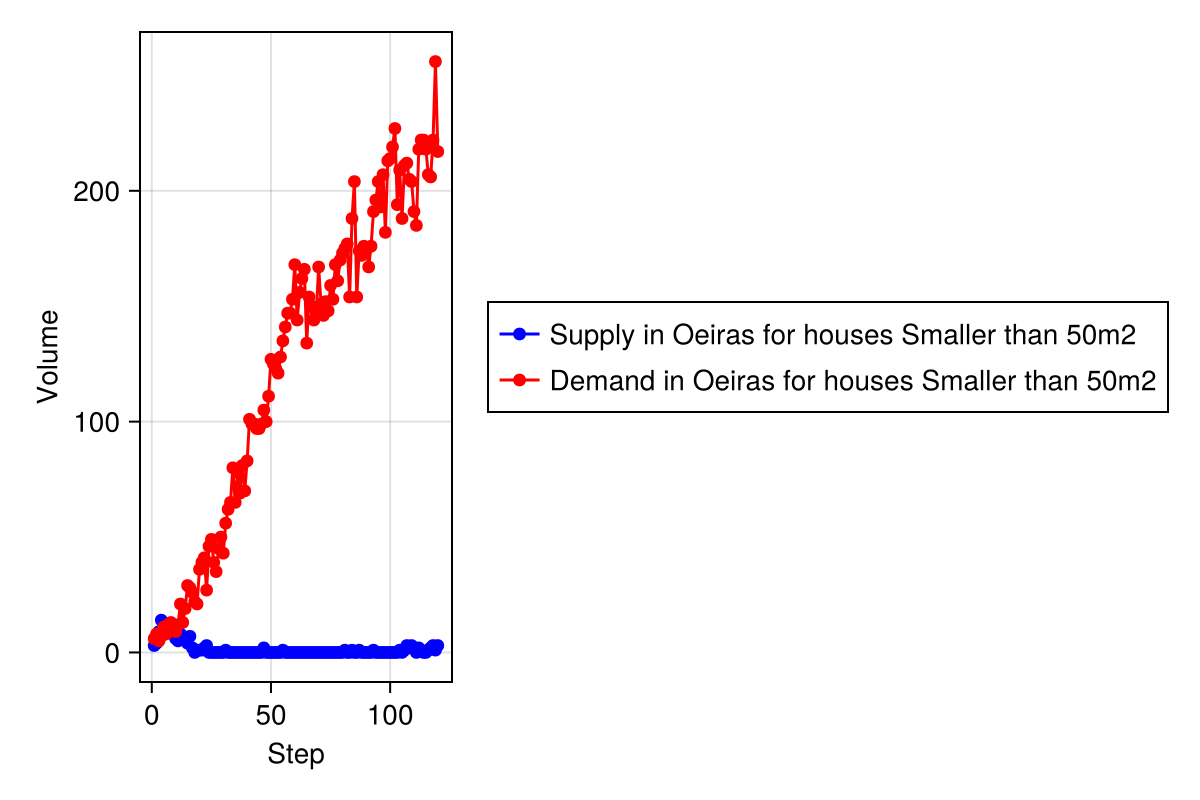 Volume
200
100
0
0 50 100
Step
Supply in Oeiras for houses Smaller than 50m2
Demand in Oeiras for houses Smaller than 50m2